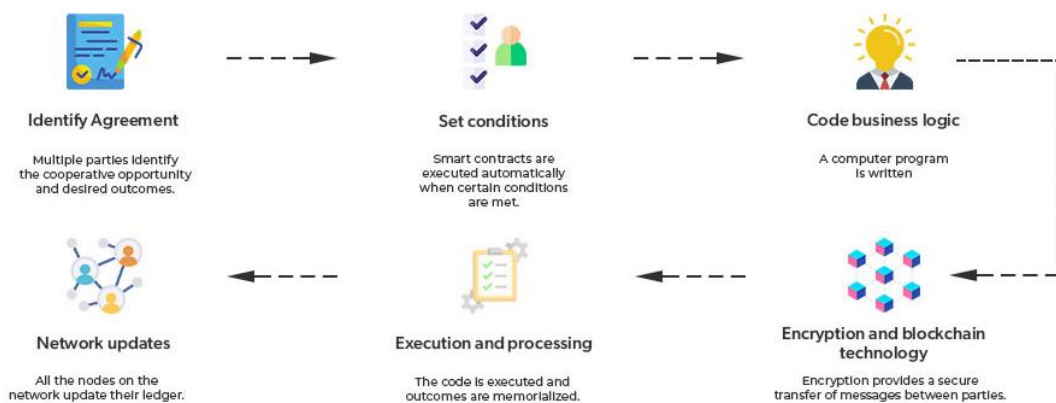 Identify Agreement
Multiple parties identify
the cooperative opportunity
and desired outcomes.
Set conditions
Smart contracts are
executed automatically
when certain conditions
are met.
Code business logic
A computer program
is written
Encryption and blockchain
technology
Encryption provides a secure
transfer of messages between parties.
Execution and processing
The code is executed and
outcomes are memorialized.
Network updates
All the nodes on the
network update their ledger.